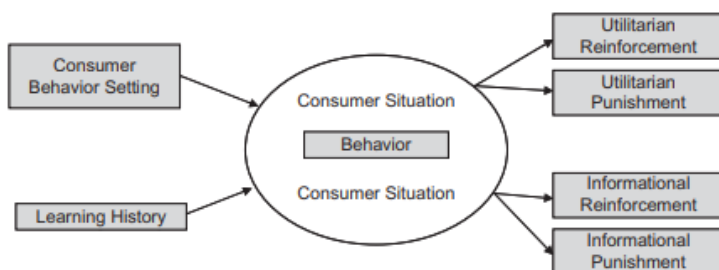 Consumer
Behavior Setting
Learning History
Consumer Situation
Behavior
Consumer Situation
Utilitarian
Reinforcement
Utilitarian
Punishment
Informational
Reinforcement
Informational
Punishment